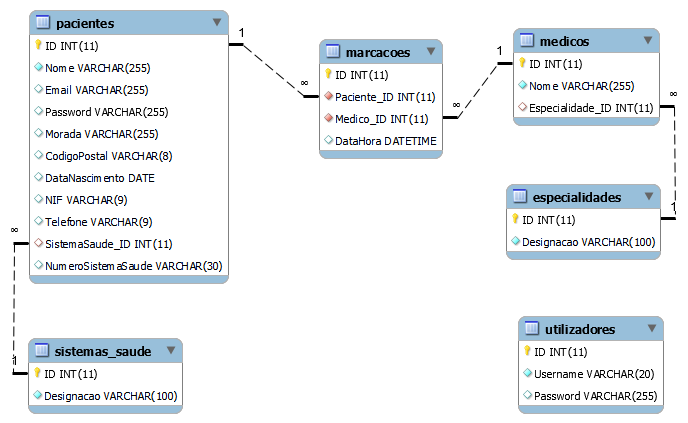 pacientes
ID INT(11)
Nome VARCHAR(255)
Email VARCHAR(255)
Password VARCHAR(255)
Morada VARCHAR(255)
CodigoPostal VARCHAR(8)
DataNascimento DATE
NIF VARCHAR(9)
Telefone VARCHAR(9)
SistemaSaude_ID INT(11)
NumeroSistemaSaude VARCHAR(30)
1
∞
marcacoes
ID INT(11)
Paciente_ID INT(11)
Medico_ID INT(11)
DataHora DATETIME
∞
1
medicos
ID INT(11)
Nome VARCHAR(255)
Especialidade_ID INT(11)
∞
1
especialidades
ID INT(11)
Designacao VARCHAR(100)
∞
1
sistemas_saude
ID INT(11)
Designacao VARCHAR(100)
utilizadores
ID INT(11)
Username VARCHAR(20)
Password VARCHAR(255)